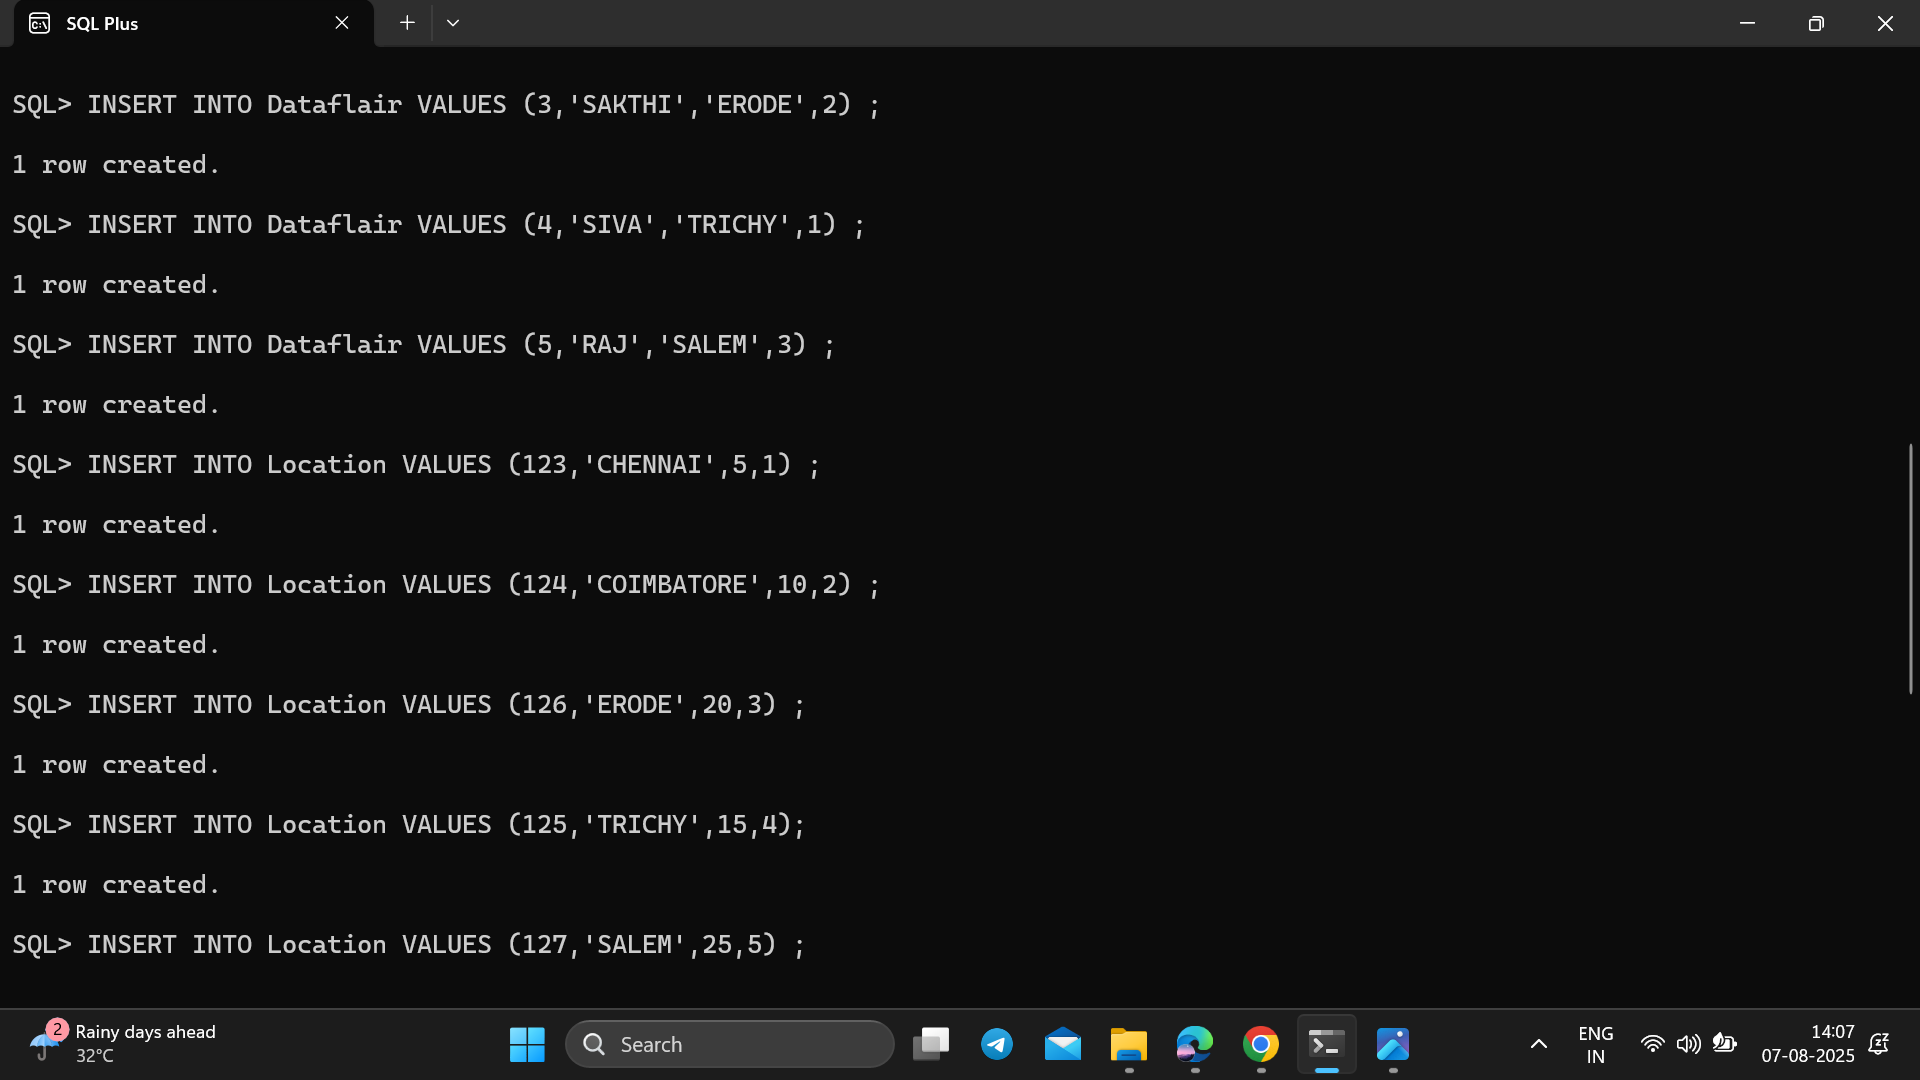 SQL Plus
SQL> INSERT INTO Dataflair VALUES (3,'SAKTHI','ERODE',2) ;
1 row created.
SQL> INSERT INTO Dataflair VALUES (4,'SIVA','TRICHY',1) ;
1 row created.
SQL> INSERT INTO Dataflair VALUES (5,'RAJ','SALEM',3) ;
1 row created.
SQL> INSERT INTO Location VALUES (123,'CHENNAI',5,1) ;
1 row created.
SQL> INSERT INTO Location VALUES (124,'COIMBATORE',10,2) ;
1 row created.
SQL> INSERT INTO Location VALUES (126,'ERODE',20,3) ;
1 row created.
SQL> INSERT INTO Location VALUES (125,'TRICHY',15,4);
1 row created.
SQL> INSERT INTO Location VALUES (127,'SALEM',25,5) ;
2
Rainy days ahead
32°C
Search
ENG
IN
14:07
07-08-2025